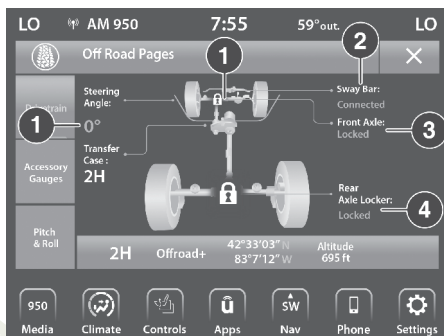 LO AM 950 7:55 59°out. LO
Off Road Pages
1
2
Steering
Angle:
1
0°
Sway Bar:
Connected
Front Axle:
Locked
3
Transfer
Case :
2H
Accessory
Gauges
Rear
Axle Locker:
Locked
4
Pitch
& Roll
2H Offroad+ 42°33'03" N Altitude
83°7'12" W 695 ft
950 SW
Media Climate Controls Apps Nav Phone Settings